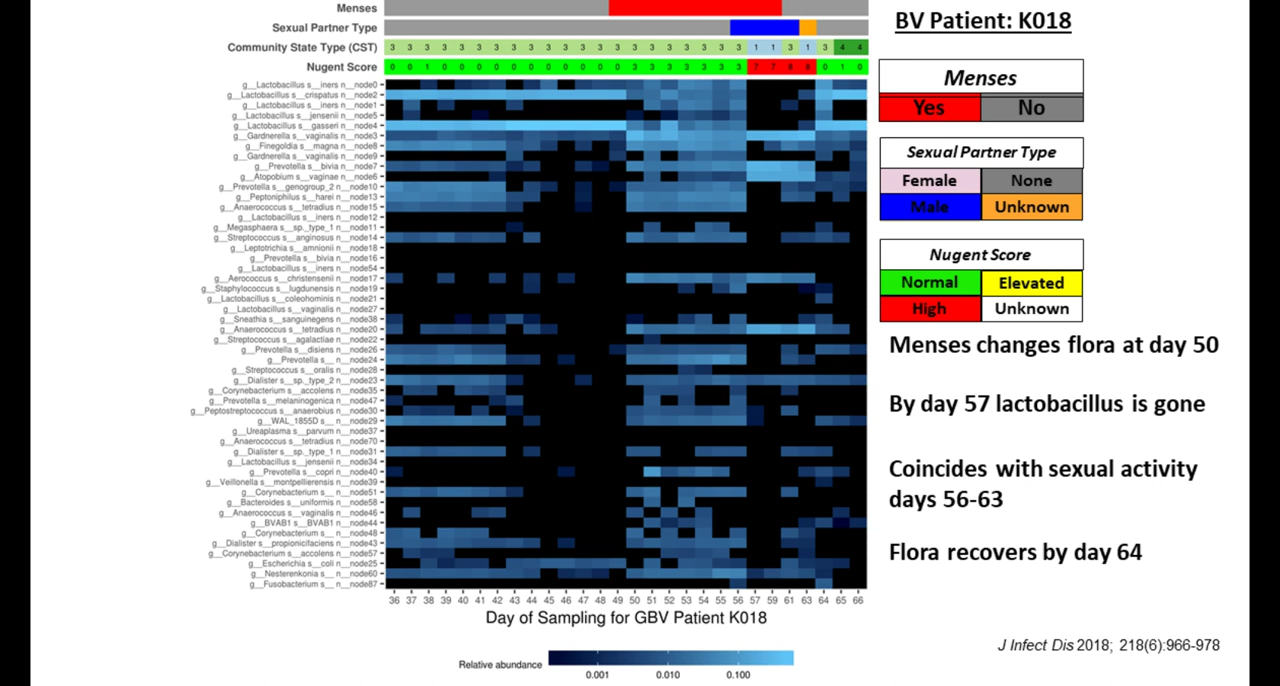 Menses
Sexual Partner Type
Community State Type (CST) 3 3 3 3 3 3 3 3 3 3 3 3 3 3 3 3 3 3 3 3 3 1 1 3 1 3 4 4
Nugent Score 0 0 1 0 0 0 0 0 0 0 0 0 0 0 3 3 3 3 3 3 3 7 7 8 8 0 1 0
g__Lactobacillus s__iners n__node0
g__Lactobacillus s__crispatus n__node2
g__Lactobacillus s__iners n__node1
g__Lactobacillus s__jensenii n__node5
g__Lactobacillus s__gasseri n__node4
g__Gardnerella s__vaginalis n__node3
g__Finegoldia s__magna n__node8
g__Gardnerella s__vaginalis n__node9
g__Prevotella s__bivia n__node7
g__Atopobium s__vaginae n__node6
g__Prevotella s__genogroup_2 n__node10
g__Peptoniphilus s__harei n__node13
g__Anaerococcus s__tetradius n__node15
g__Lactobacillus s__iners n__node12
g__Megasphaera s__sp._type_1 n__node11
g__Streptococcus s__anginosus n__node14
g__Leptotrichia s__amnionii n__node18
g__Prevotella s__bivia n__node16
g__Lactobacillus s__iners n__node54
g__Aerococcus s__christensenii n__node17
g__Staphylococcus s__lugdunensis n__node19
g__Lactobacillus s__coleohominis n__node21
g__Lactobacillus s__vaginalis n__node27
g__Sneathia s__sanguinegens n__node38
g__Anaerococcus s__tetradius n__node20
g__Streptococcus s__agalactiae n__node22
g__Prevotella s__disiens n__node26
g__Prevotella s__ n__node24
g__Streptococcus s__oralis n__node28
g__Dialister s__sp._type_2 n__node23
g__Corynebacterium s__accolens n__node35
g__Prevotella s__melaninogenica n__node47
g__Peptostreptococcus s__anaerobius n__node30
g__WAL_1855D s__ n__node29
g__Ureaplasma s__parvum n__node37
g__Anaerococcus s__tetradius n__node70
g__Dialister s__sp._type_1 n__node31
g__Lactobacillus s__jensenii n__node34
g__Prevotella s__copri n__node40
g__Veillonella s__montpellierensis n__node39
g__Corynebacterium s__ n__node51
g__Bacteroides s__uniformis n__node58
g__Anaerococcus s__vaginalis n__node46
g__BVAB1 s__BVAB1 n__node44
g__Corynebacterium s__ n__node48
g__Dialister s__propionicifaciens n__node43
g__Corynebacterium s__accolens n__node57
g__Escherichia s__coli n__node25
g__Nesterenkonia s__ n__node60
g__Fusobacterium s__ n__node87
36 37 38 39 40 41 42 43 44 45 46 47 48 49 50 51 52 53 54 55 56 57 59 61 63 64 65 66
Day of Sampling for GBV Patient K018
Relative abundance
0.001 0.010 0.100
BV Patient: K018
Menses
Yes No
Sexual Partner Type
Female None
Male Unknown
Nugent Score
Normal Elevated
High Unknown
Menses changes flora at day 50
By day 57 lactobacillus is gone
Coincides with sexual activity
days 56-63
Flora recovers by day 64
J Infect Dis 2018; 218(6):966-978